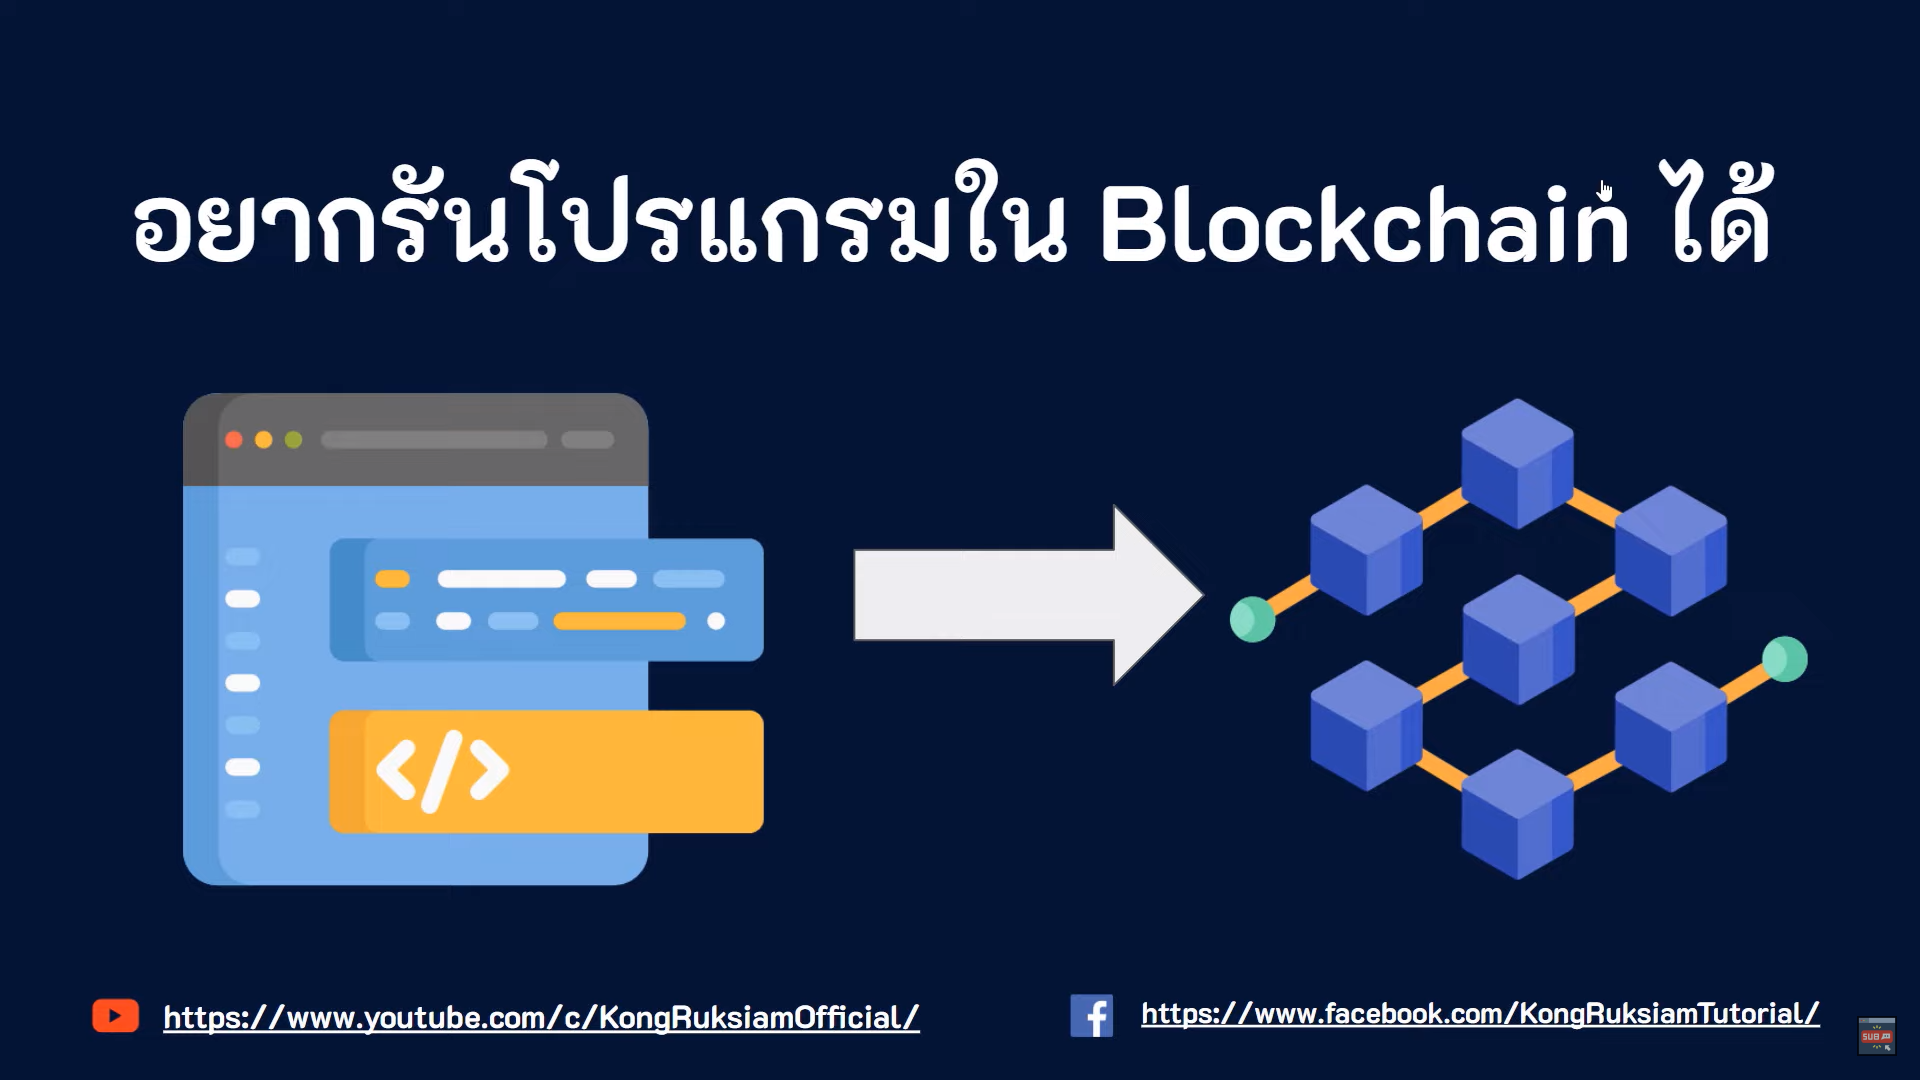 อยากรันโปรแกรมใน Blockchain ได้
</>
https://www.youtube.com/c/KongRuksiamOfficial/
https://www.facebook.com/KongRuksiamTutorial/
SUB